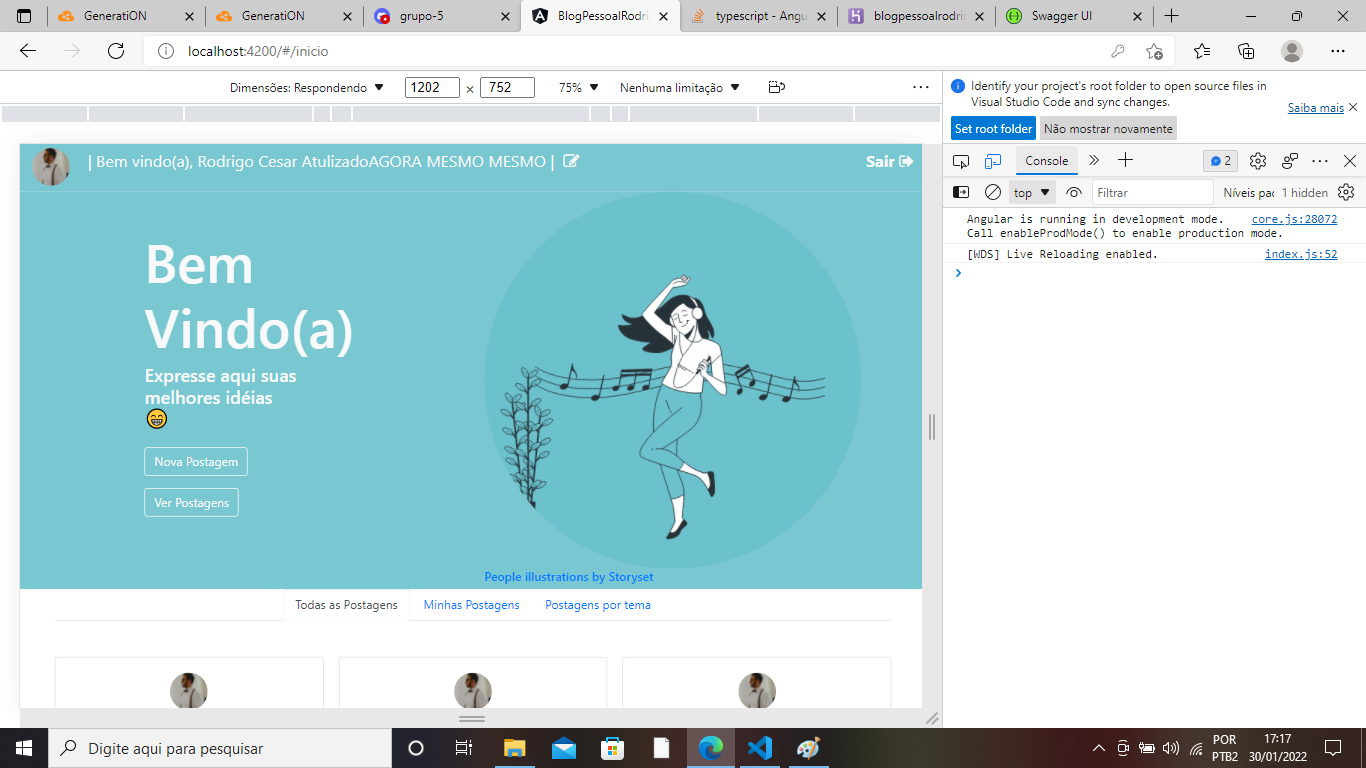 GeneratiON
GeneratiON
grupo-5
BlogPessoalRodri
typescript - Angu
blogpessoalrodri
Swagger UI
localhost:4200/#/inicio
Dimensões: Respondendo
1202 × 752
75%
Nenhuma limitação
Identify your project's root folder to open source files in
Visual Studio Code and sync changes.
Saiba mais
Set root folder
Não mostrar novamente
Console
2
top
Filtrar
Níveis pad
1 hidden
Angular is running in development mode. core.js:28072
Call enableProdMode() to enable production mode.
[WDS] Live Reloading enabled. index.js:52
| Bem vindo(a), Rodrigo Cesar AtulizadoAGORA MESMO MESMO |
Sair
Bem
Vindo(a)
Expresse aqui suas
melhores idéias
Nova Postagem
Ver Postagens
People illustrations by Storyset
Todas as Postagens
Minhas Postagens
Postagens por tema
Digite aqui para pesquisar
POR
PTB2
17:17
30/01/2022